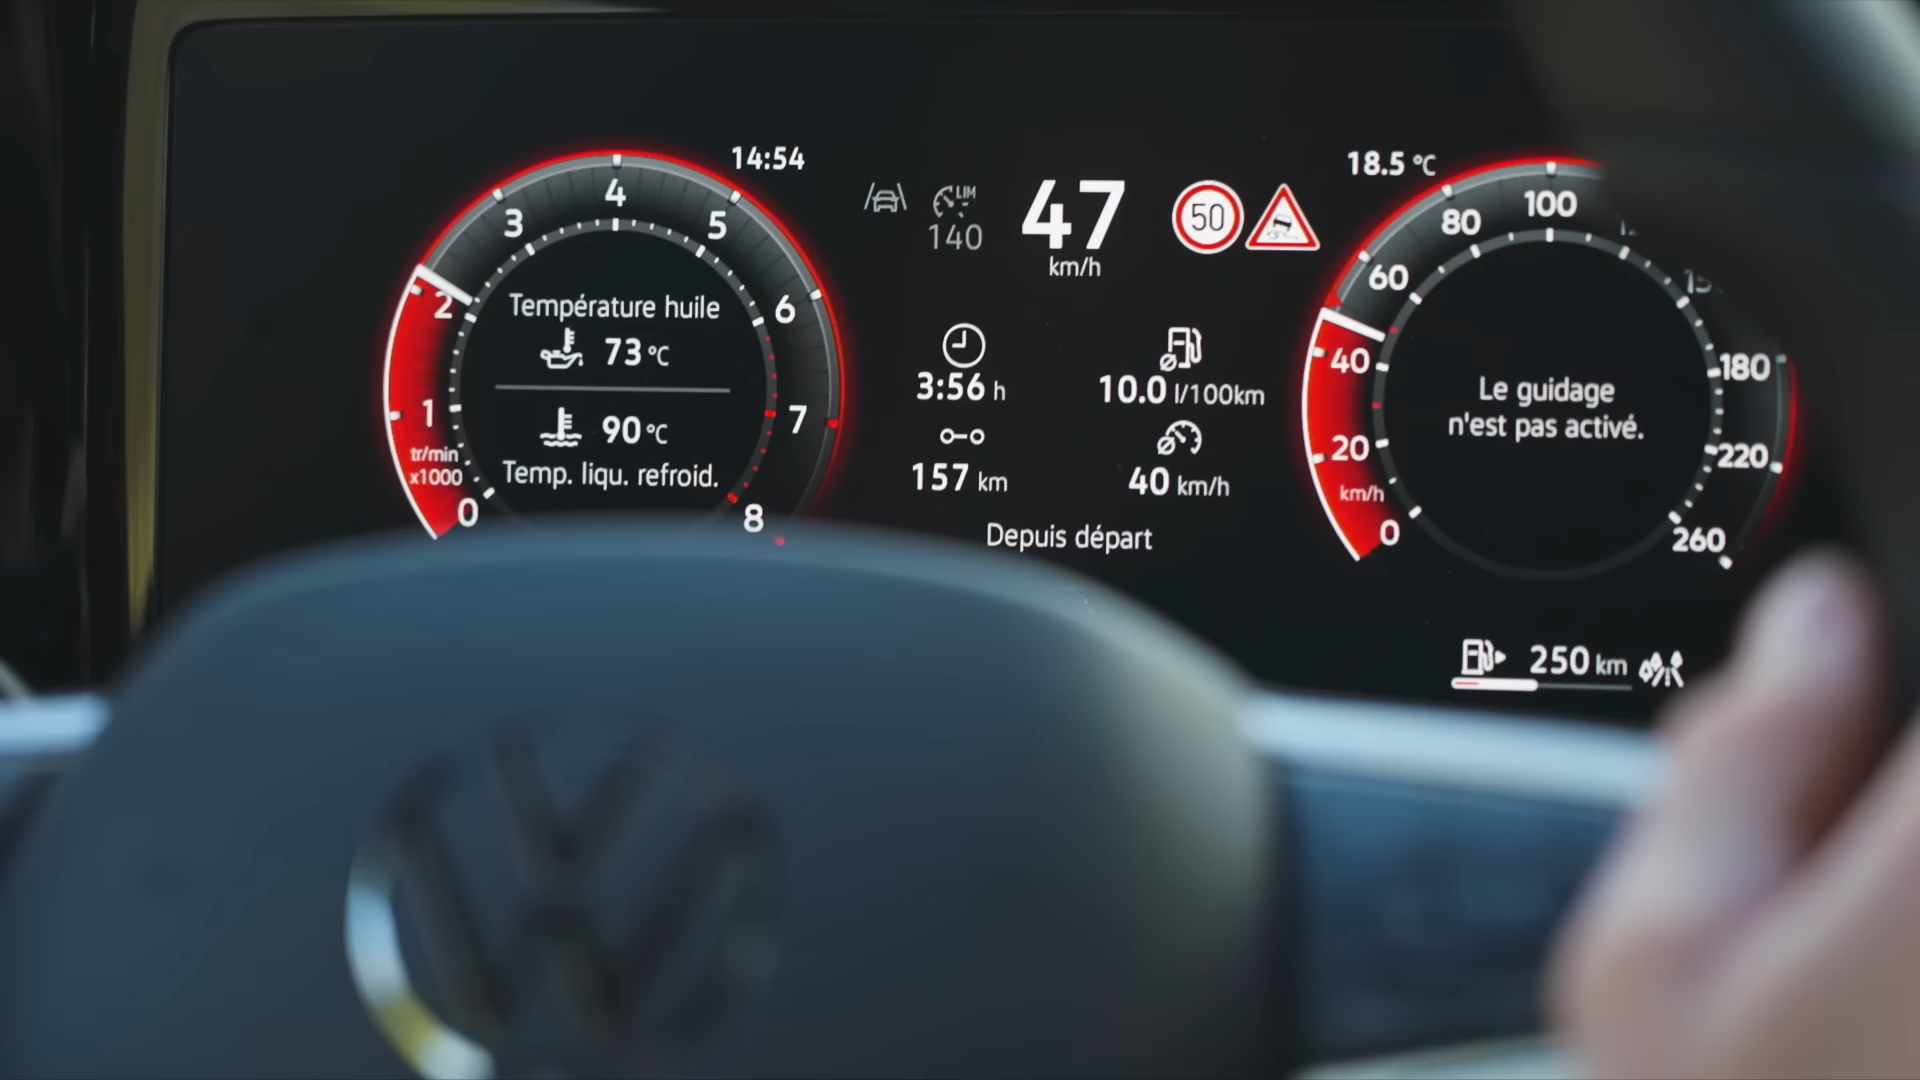 14:54
4
3
5
2
6
1
7
tr/min
x1000
0
8
Température huile
73 °C
90 °C
Temp. liqu. refroid.
LIM
140
47
km/h
50
3:56 h
10.0 l/100km
157 km
40 km/h
Depuis départ
18.5 °C
100
80
60
40
180
20
220
km/h
0
260
Le guidage
n'est pas activé.
250 km